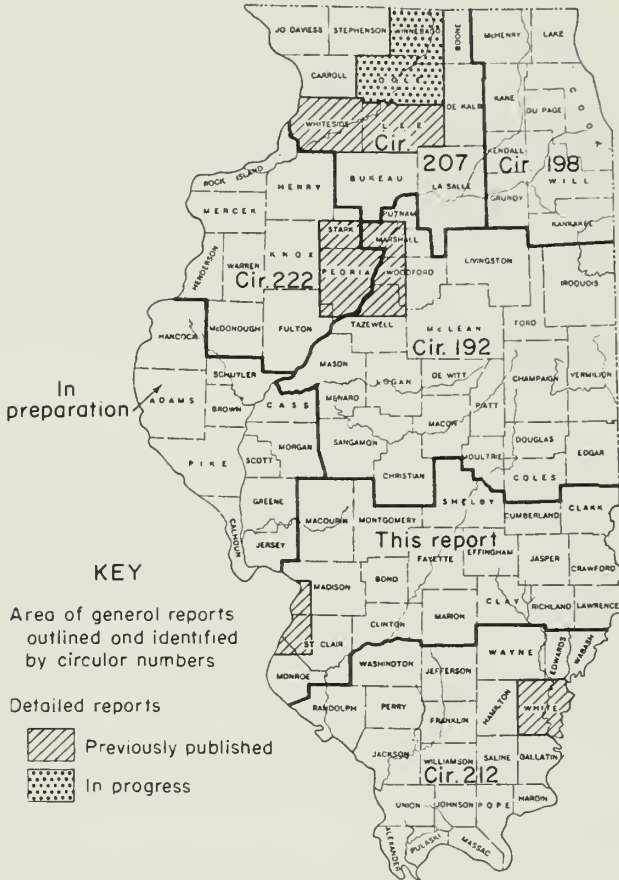 JO DAVIESS STEPHENSON WINNEBAGO BOONE McHENRY LAKE
CARROLL OGLE DE KALB KANE DU PAGE COOK
WHITESIDE LEE
Cir. 207 Cir. 198
KENDALL WILL
ROCK ISLAND HENRY BUREAU LA SALLE GRUNDY
MERCER PUTNAM KANKAKEE
STARK MARSHALL LIVINGSTON
HENDERSON WARREN KNOX PEORIA WOODFORD IROQUOIS
Cir. 222
HANCOCK McDONOUGH FULTON TAZEWELL McLEAN FORD
Cir. 192
In
preparation
SCHUYLER MASON LOGAN DE WITT CHAMPAIGN VERMILION
ADAMS BROWN CASS MENARD PIATT
MACON
PIKE SCOTT MORGAN SANGAMON MOULTRIE DOUGLAS EDGAR
CHRISTIAN COLES
GREENE SHELBY
CALHOUN JERSEY MACOUPIN MONTGOMERY CUMBERLAND CLARK
This report
FAYETTE EFFINGHAM JASPER CRAWFORD
MADISON BOND
CLAY RICHLAND LAWRENCE
ST. CLAIR CLINTON MARION
MONROE WASHINGTON JEFFERSON WAYNE EDWARDS WABASH
RANDOLPH PERRY FRANKLIN HAMILTON WHITE
JACKSON WILLIAMSON SALINE GALLATIN
Cir. 212
UNION JOHNSON POPE HARDIN
ALEXANDER PULASKI MASSAC
KEY
Area of general reports
outlined and identified
by circular numbers
Detailed reports
Previously published
In progress